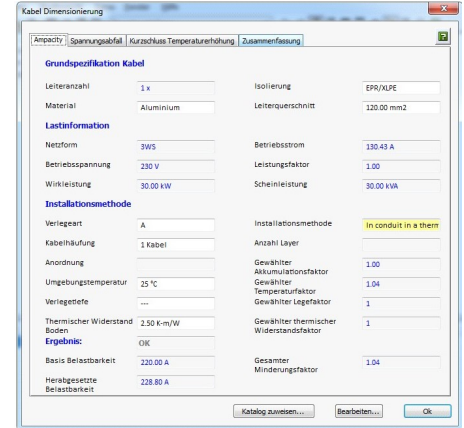 Kabel Dimensionierung
Ampacity Spannungsabfall Kurzschluss Temperaturerhöhung Zusammenfassung
Grundspezifikation Kabel
Leiteranzahl 1 x Isolierung EPR/XLPE
Material Aluminium Leiterquerschnitt 120.00 mm2
Lastinformation
Netzform 3WS Betriebsstrom 130.43 A
Betriebsspannung 230 V Leistungsfaktor 1.00
Wirkleistung 30.00 kW Scheinleistung 30.00 kVA
Installationsmethode
Verlegeart A Installationsmethode In conduit in a therm
Kabelhäufung 1 Kabel Anzahl Layer
Anordnung Gewählter Akkumulationsfaktor 1.00
Umgebungstemperatur 25 °C Gewählter Temperaturfaktor 1.04
Verlegetiefe --- Gewählter Legefaktor 1
Thermischer Widerstand Boden 2.50 K-m/W Gewählter thermischer Widerstandsfaktor 1
Ergebnis: OK
Basis Belastbarkeit 220.00 A Gesamter Minderungsfaktor 1.04
Herabgesetzte Belastbarkeit 228.80 A
Katalog zuweisen... Bearbeiten... Ok